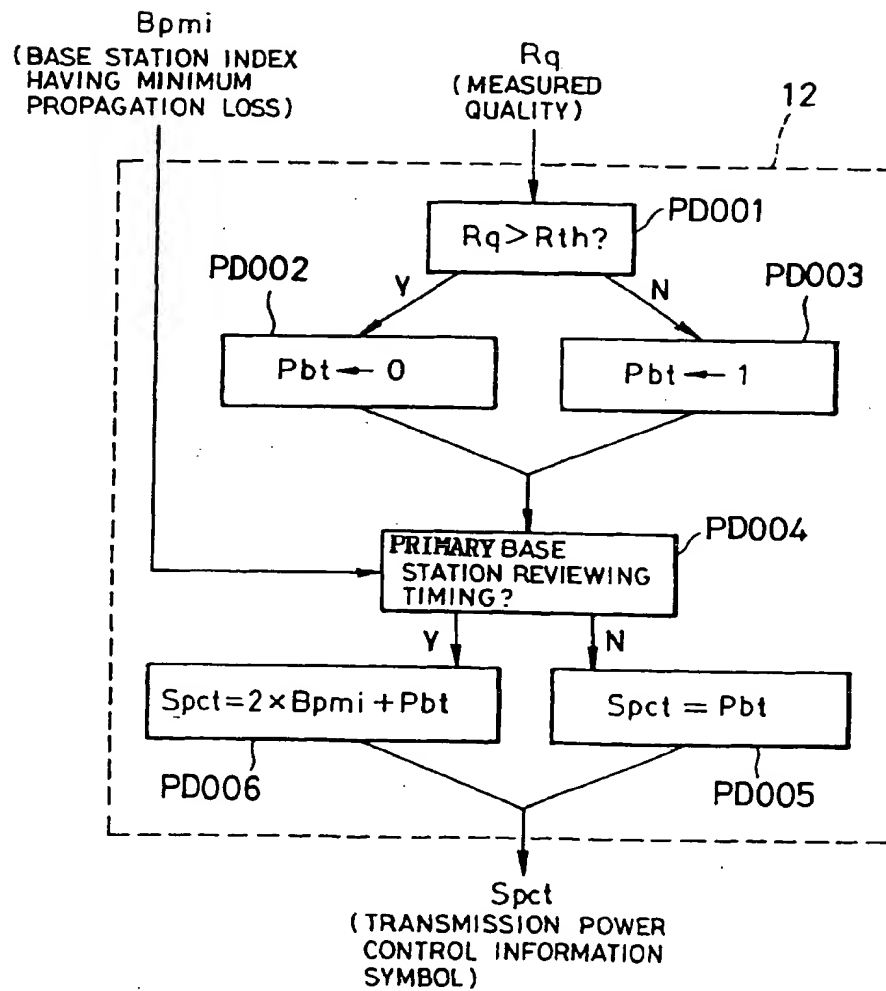 Bpmi
(BASE STATION INDEX
HAVING MINIMUM
PROPAGATION LOSS)
Rq
(MEASURED
QUALITY)
12
PD001
Rq>Rth?
PD002
Y
N
PD003
Pbt←0
Pbt←1
PD004
PRIMARY BASE
STATION REVIEWING
TIMING?
Y
N
Spct=2×Bpmi+Pbt
Spct=Pbt
PD006
PD005
Spct
(TRANSMISSION POWER
CONTROL INFORMATION
SYMBOL)